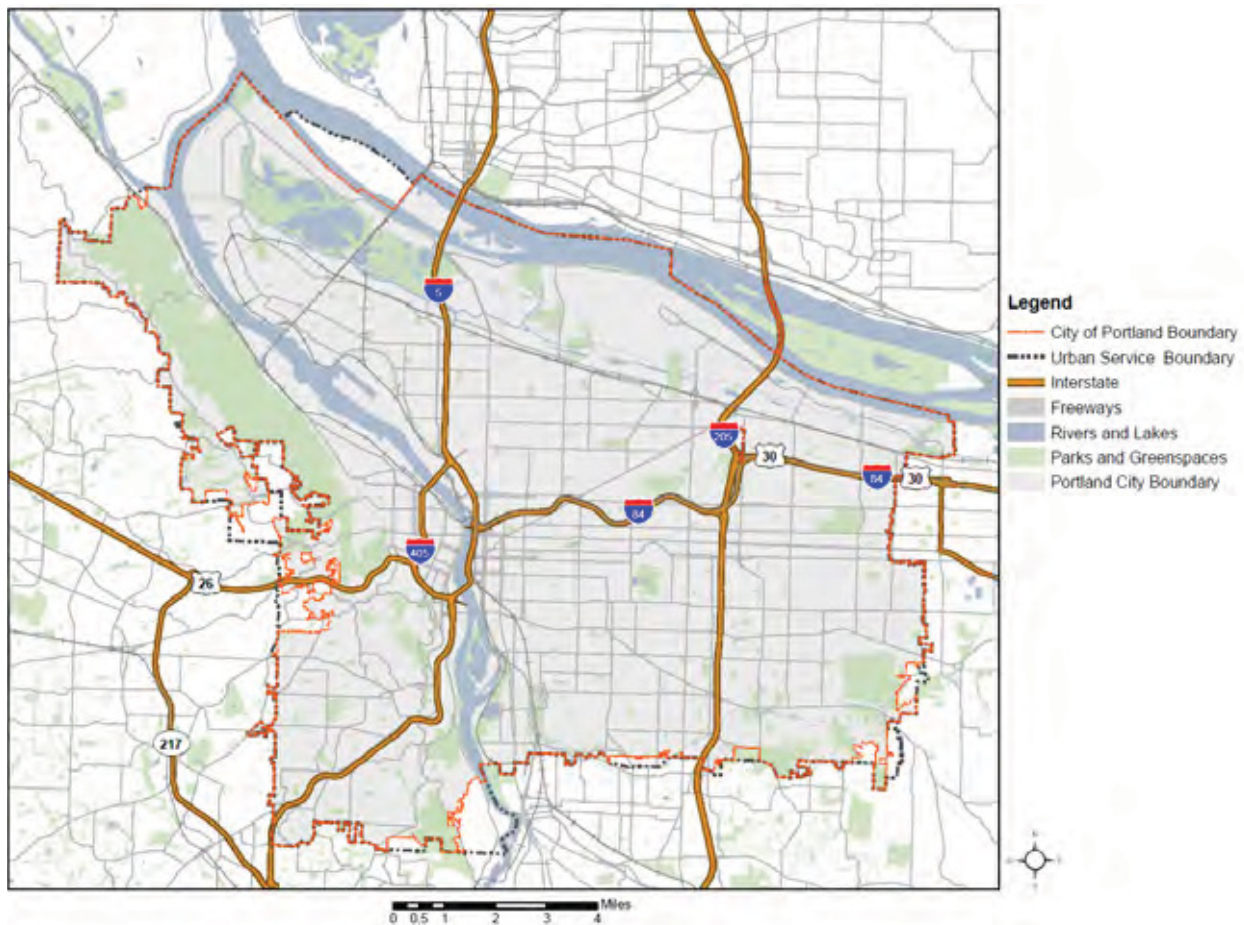 5
205
30
84
30
84
405
26
217
Legend
City of Portland Boundary
Urban Service Boundary
Interstate
Freeways
Rivers and Lakes
Parks and Greenspaces
Portland City Boundary
Miles
0 0.5 1 2 3 4